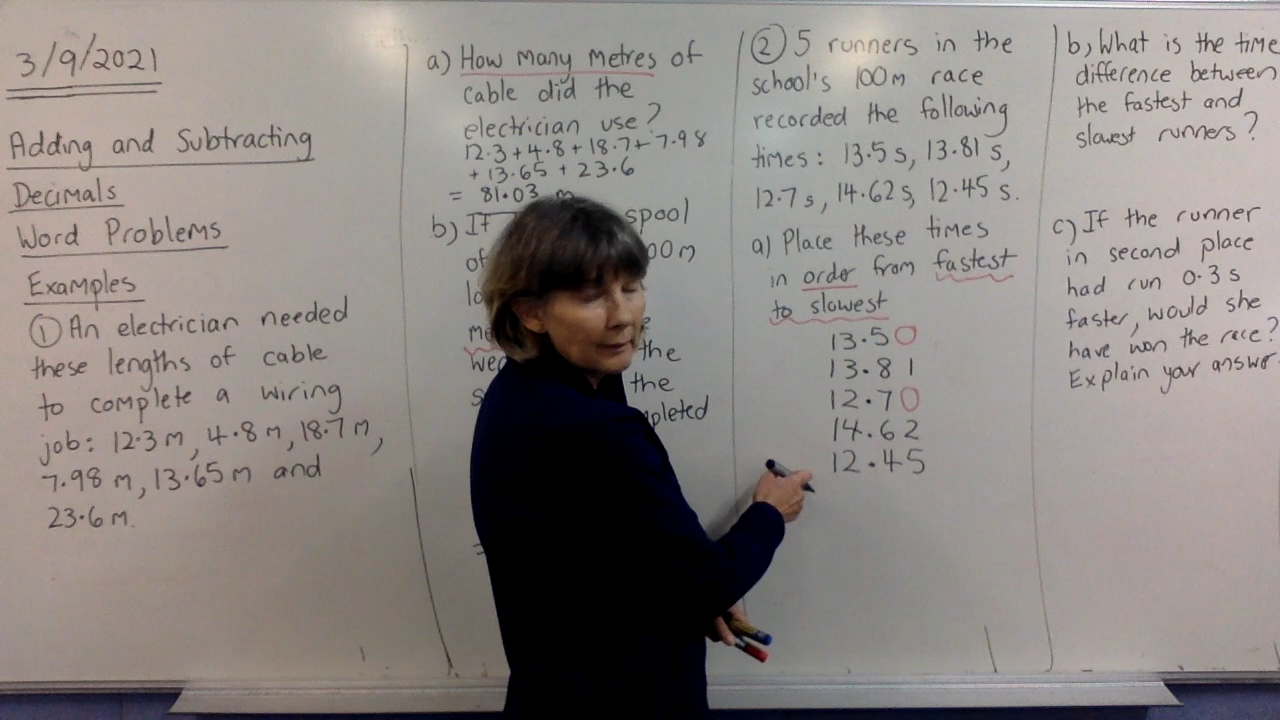 3/9/2021
Adding and Subtracting
Decimals
Word Problems
Examples
① An electrician needed
these lengths of cable
to complete a wiring
job: 12.3 m, 4.8 m, 18.7 m,
7.98 m, 13.65 m and
23.6 m.
a) How many metres of
cable did the
electrician use?
12.3 + 4.8 + 18.7 + 7.98
+ 13.65 + 23.6
= 81.03 m
b) If spool
of 00 m
the
the
=
② 5 runners in the
school's 100m race
recorded the following
times: 13.5 s, 13.81 s,
12.7 s, 14.62 s, 12.45 s.
a) Place these times
in order from fastest
to slowest
13.50
13.81
12.70
14.62
12.45
b, What is the time
difference between
the fastest and
slowest runners?
c) If the runner
in second place
had run 0.3 s
faster, would she
have won the race?
Explain your answer